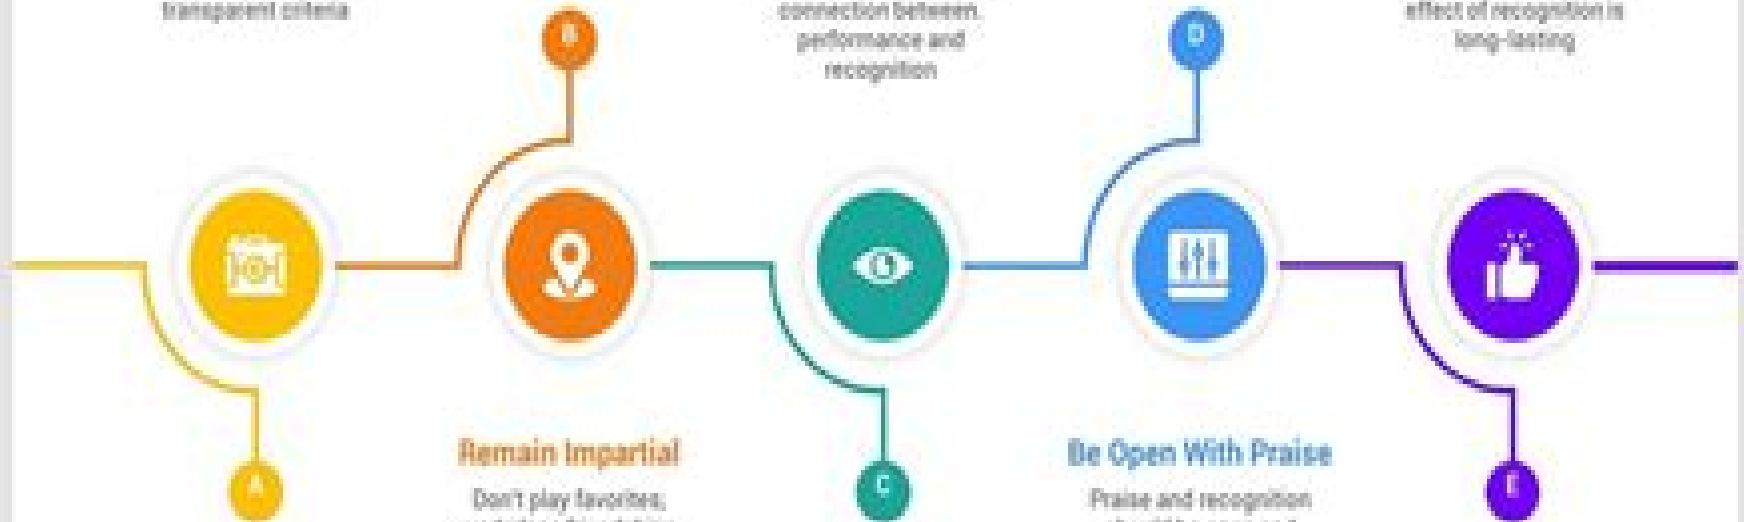 transparent criteria
B
connection between
performance and
recognition
D
effect of recognition is
long-lasting
A
Remain Impartial
Don't play favorites,
C
Be Open With Praise
Praise and recognition
E